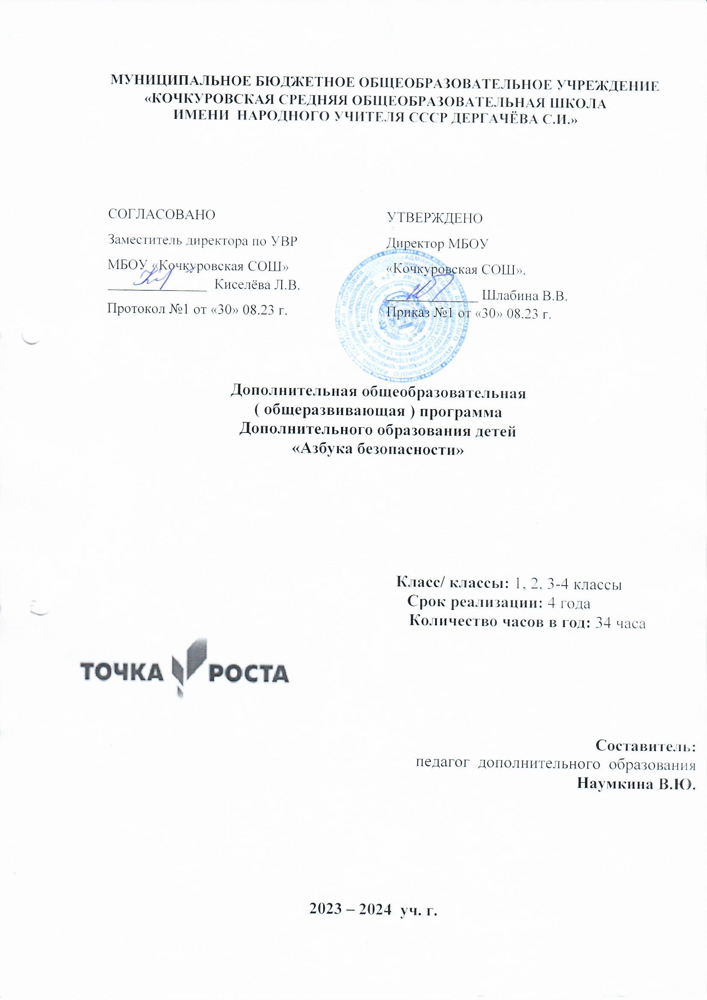 МУНИЦИПАЛЬНОЕ БЮДЖЕТНОЕ ОБЩЕОБРАЗОВАТЕЛЬНОЕ УЧРЕЖДЕНИЕ
«КОЧКУРОВСКАЯ СРЕДНЯЯ ОБЩЕОБРАЗОВАТЕЛЬНАЯ ШКОЛА
ИМЕНИ НАРОДНОГО УЧИТЕЛЯ СССР ДЕРГАЧЁВА С.И.»
СОГЛАСОВАНО
Заместитель директора по УВР
МБОУ «Кочкуровская СОШ»
______________ Киселёва Л.В.
Протокол №1 от «30» 08.23 г.
УТВЕРЖДЕНО
Директор МБОУ
«Кочкуровская СОШ».
_____________ Шлабина В.В.
Приказ №1 от «30» 08.23 г.
Дополнительная общеобразовательная
( общеразвивающая ) программа
Дополнительного образования детей
«Азбука безопасности»
Класс/ классы: 1, 2, 3-4 классы
Срок реализации: 4 года
Количество часов в год: 34 часа
ТОЧКА РОСТА
Составитель:
педагог дополнительного образования
Наумкина В.Ю.
2023 – 2024 уч. г.